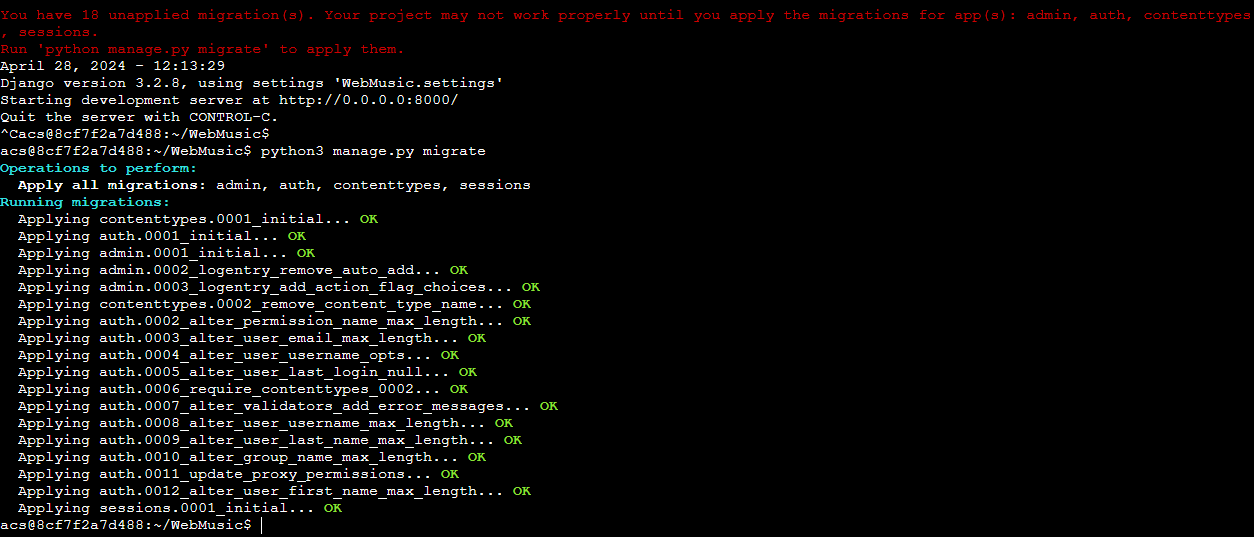 You have 18 unapplied migration(s). Your project may not work properly until you apply the migrations for app(s): admin, auth, contenttypes
, sessions.
Run 'python manage.py migrate' to apply them.
April 28, 2024 - 12:13:29
Django version 3.2.8, using settings 'WebMusic.settings'
Starting development server at http://0.0.0.0:8000/
Quit the server with CONTROL-C.
^Cacs@8cf7f2a7d488:~/WebMusic$
acs@8cf7f2a7d488:~/WebMusic$ python3 manage.py migrate
Operations to perform:
  Apply all migrations: admin, auth, contenttypes, sessions
Running migrations:
  Applying contenttypes.0001_initial... OK
  Applying auth.0001_initial... OK
  Applying admin.0001_initial... OK
  Applying admin.0002_logentry_remove_auto_add... OK
  Applying admin.0003_logentry_add_action_flag_choices... OK
  Applying contenttypes.0002_remove_content_type_name... OK
  Applying auth.0002_alter_permission_name_max_length... OK
  Applying auth.0003_alter_user_email_max_length... OK
  Applying auth.0004_alter_user_username_opts... OK
  Applying auth.0005_alter_user_last_login_null... OK
  Applying auth.0006_require_contenttypes_0002... OK
  Applying auth.0007_alter_validators_add_error_messages... OK
  Applying auth.0008_alter_user_username_max_length... OK
  Applying auth.0009_alter_user_last_name_max_length... OK
  Applying auth.0010_alter_group_name_max_length... OK
  Applying auth.0011_update_proxy_permissions... OK
  Applying auth.0012_alter_user_first_name_max_length... OK
  Applying sessions.0001_initial... OK
acs@8cf7f2a7d488:~/WebMusic$